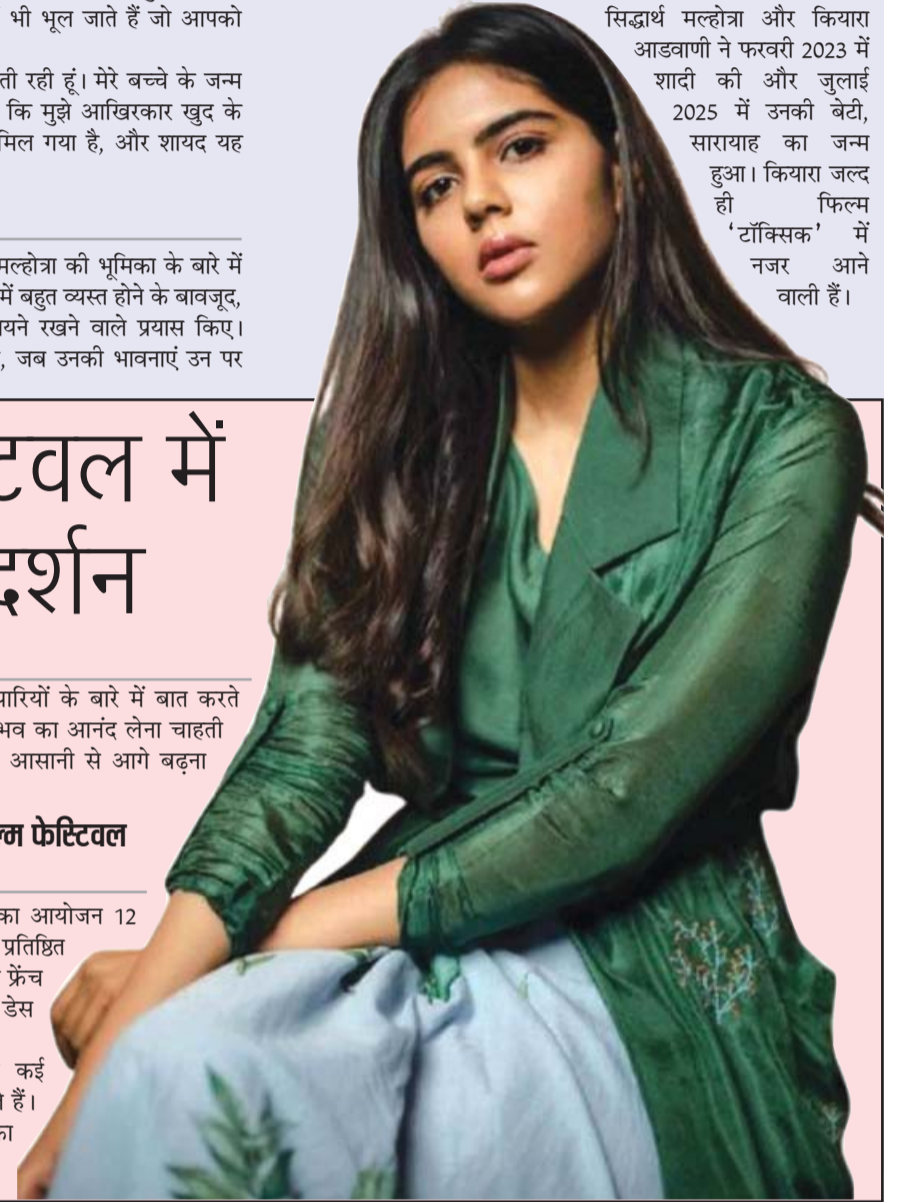 भी भूल जाते हैं जो आपको
ती रही हूं। मेरे बच्चे के जन्म
कि मुझे आखिरकार खुद के
मिल गया है, और शायद यह
मल्होत्रा की भूमिका के बारे में
में बहुत व्यस्त होने के बावजूद,
यने रखने वाले प्रयास किए।
, जब उनकी भावनाएं उन पर
सिद्धार्थ मल्होत्रा और कियारा
आडवाणी ने फरवरी 2023 में
शादी की और जुलाई
2025 में उनकी बेटी,
सारायाह का जन्म
हुआ। कियारा जल्द
ही फिल्म
‘टॉक्सिक’ में
नजर आने
वाली हैं।
टवल में
दर्शन
यारियों के बारे में बात करते
भव का आनंद लेना चाहती
आसानी से आगे बढ़ना
ल्म फेस्टिवल
का आयोजन 12
प्रतिष्ठित
फ्रेंच
डेस
कई
हैं।
का